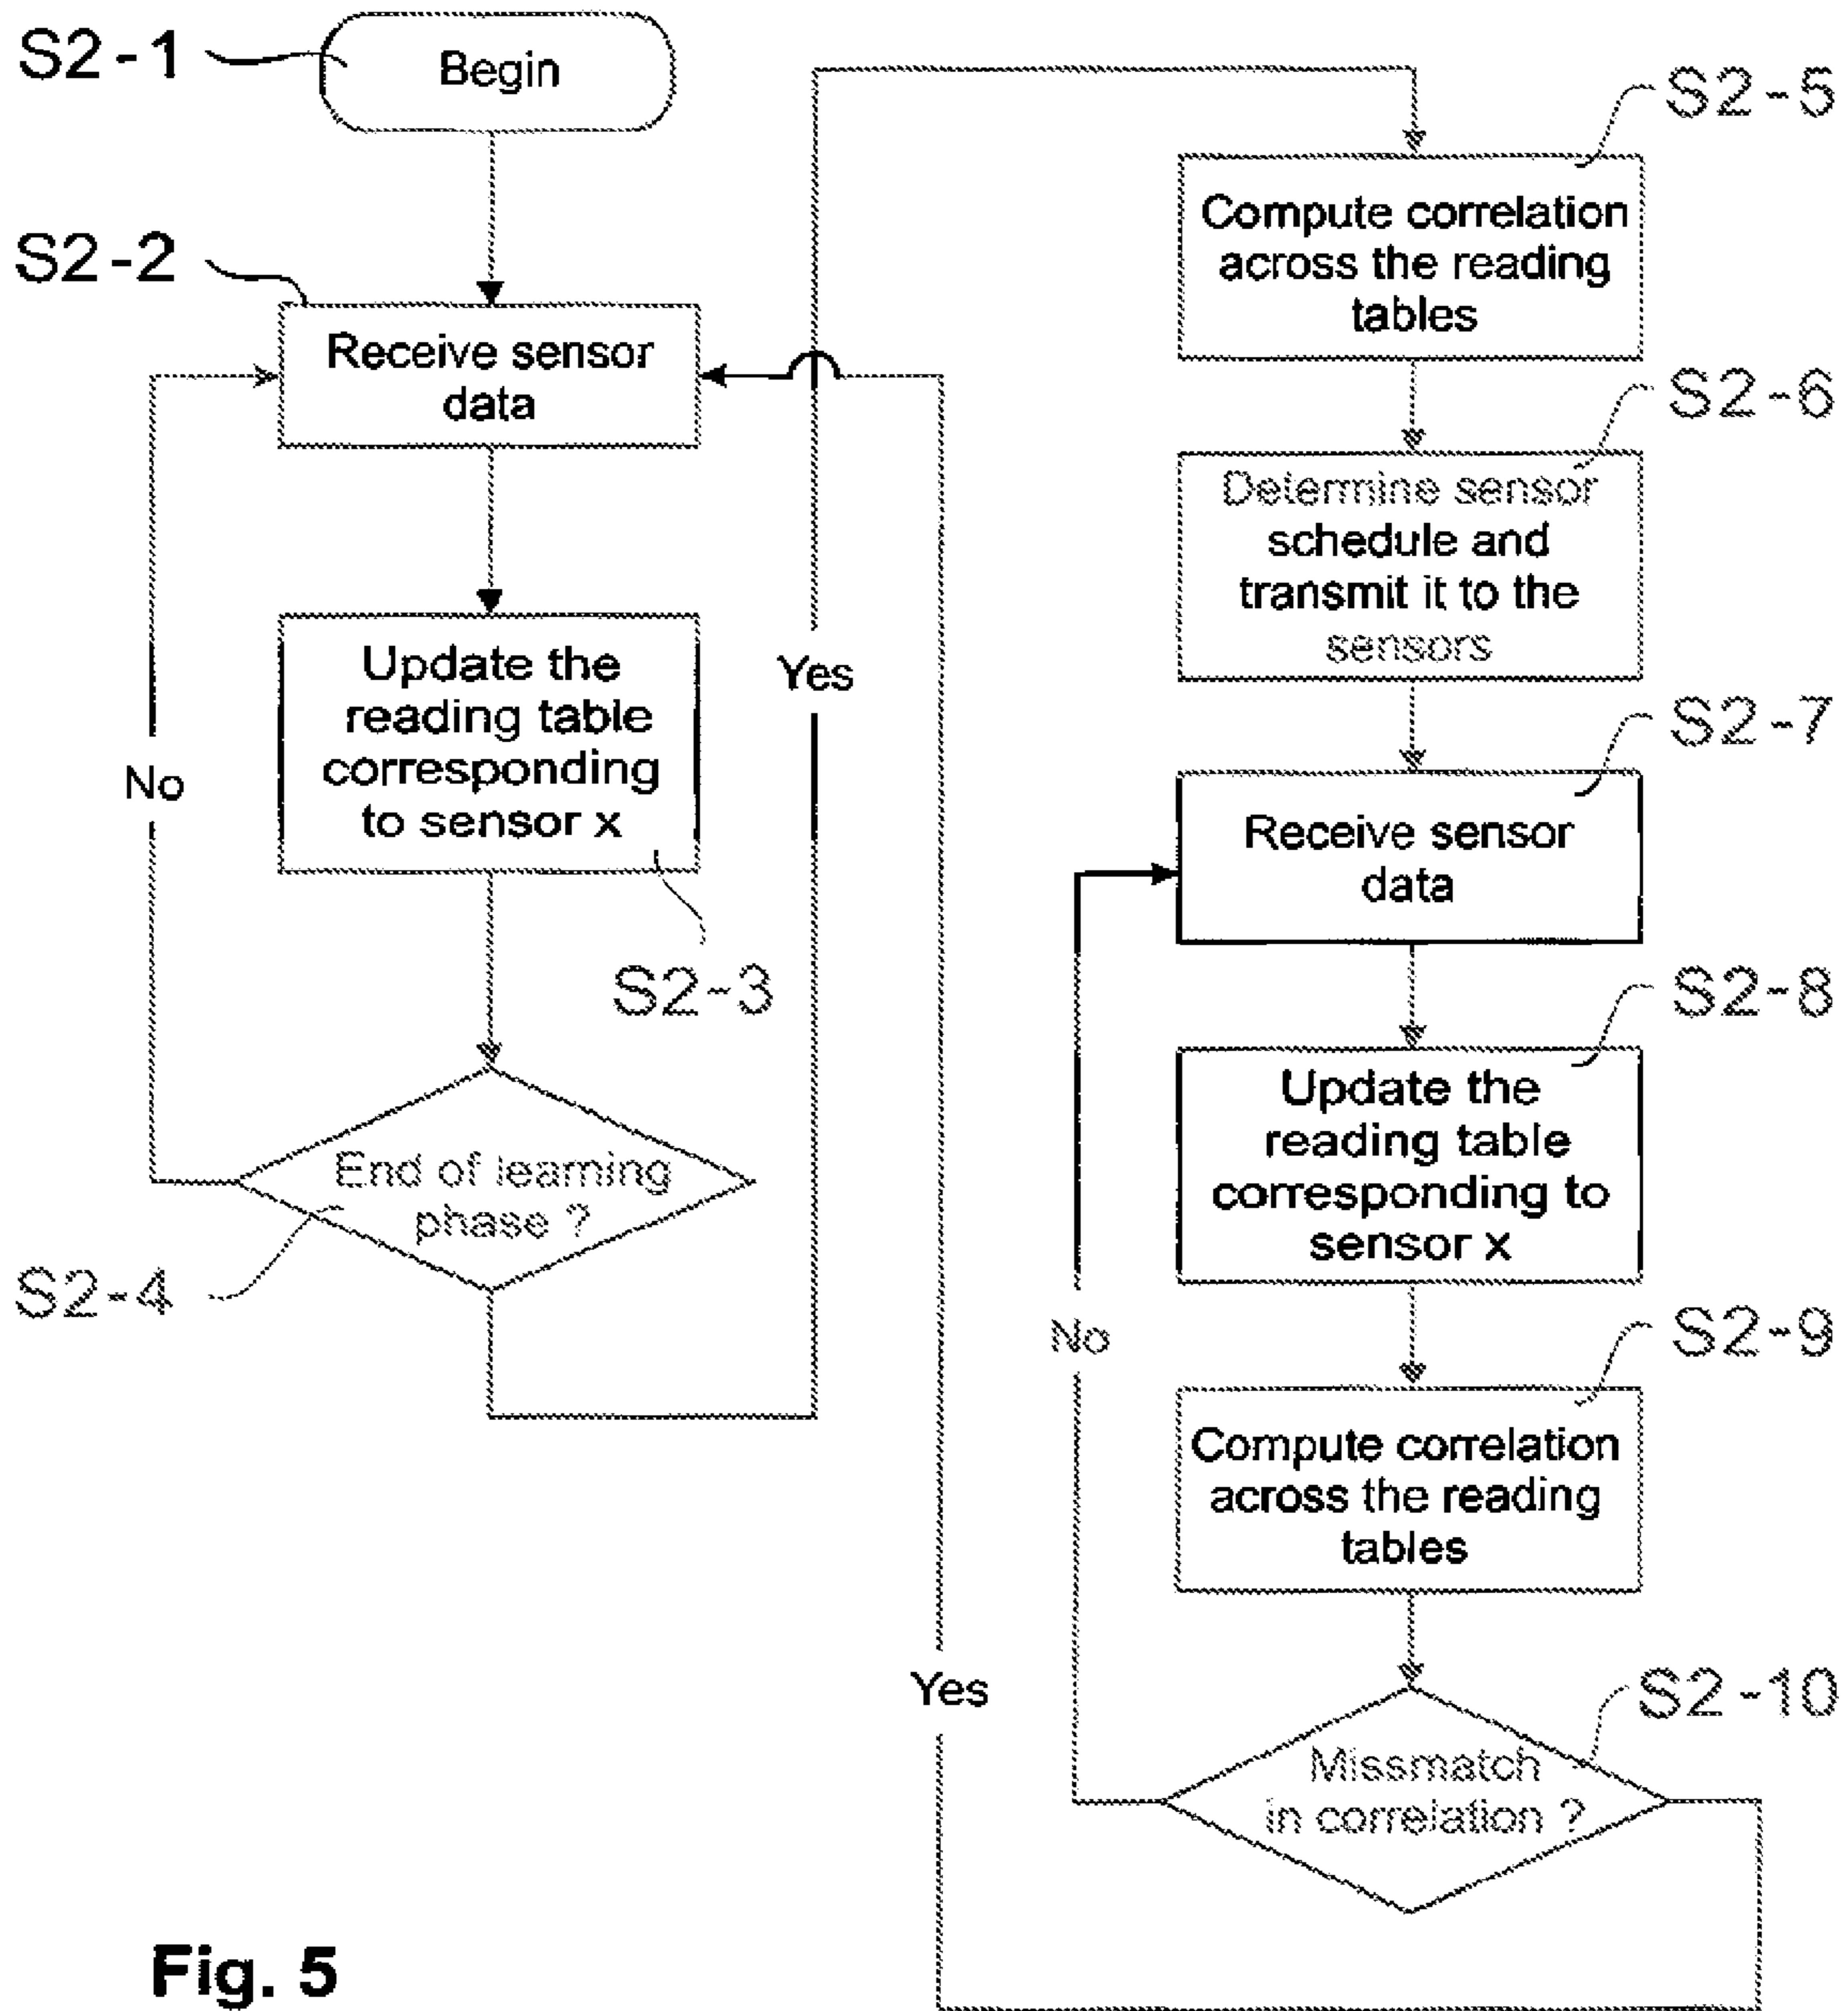 S2-1
Begin
S2-2
Receive sensor
data
Update the
reading table
corresponding
to sensor x
S2-3
No
Yes
End of learning
phase ?
S2-4
S2-5
Compute correlation
across the reading
tables
S2-6
Determine sensor
schedule and
transmit it to the
sensors
S2-7
Receive sensor
data
S2-8
Update the
reading table
corresponding to
sensor x
No
S2-9
Compute correlation
across the reading
tables
Yes
S2-10
Missmatch
in correlation ?
Fig. 5